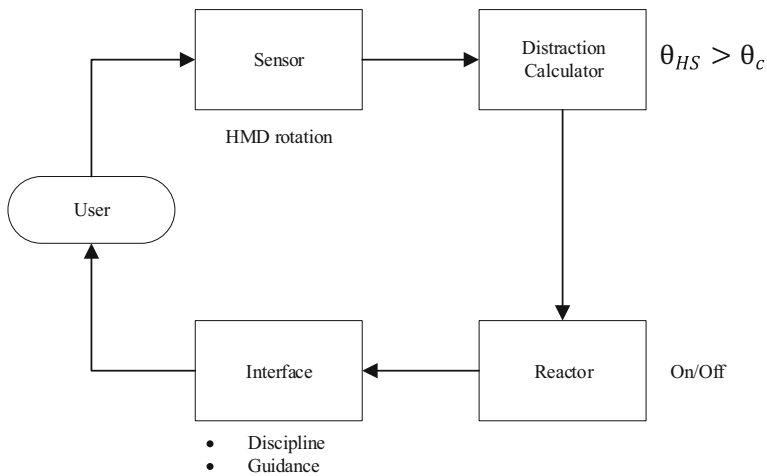 Sensor
Distraction
Calculator
θ_HS > θ_c
HMD rotation
User
Interface
Reactor
On/Off
• Discipline
• Guidance